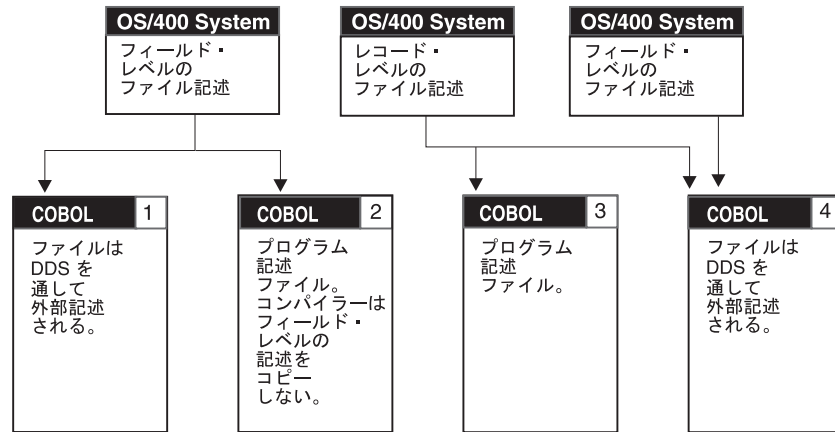 OS/400 System
フィールド・
レベルの
ファイル記述
OS/400 System
レコード・
レベルの
ファイル記述
OS/400 System
フィールド・
レベルの
ファイル記述
COBOL 1
ファイルは
DDS を
通して
外部記述
される。
COBOL 2
プログラム
記述
ファイル。
コンパイラーは
フィールド・
レベルの
記述を
コピー
しない。
COBOL 3
プログラム
記述
ファイル。
COBOL 4
ファイルは
DDS を
通して
外部記述
される。